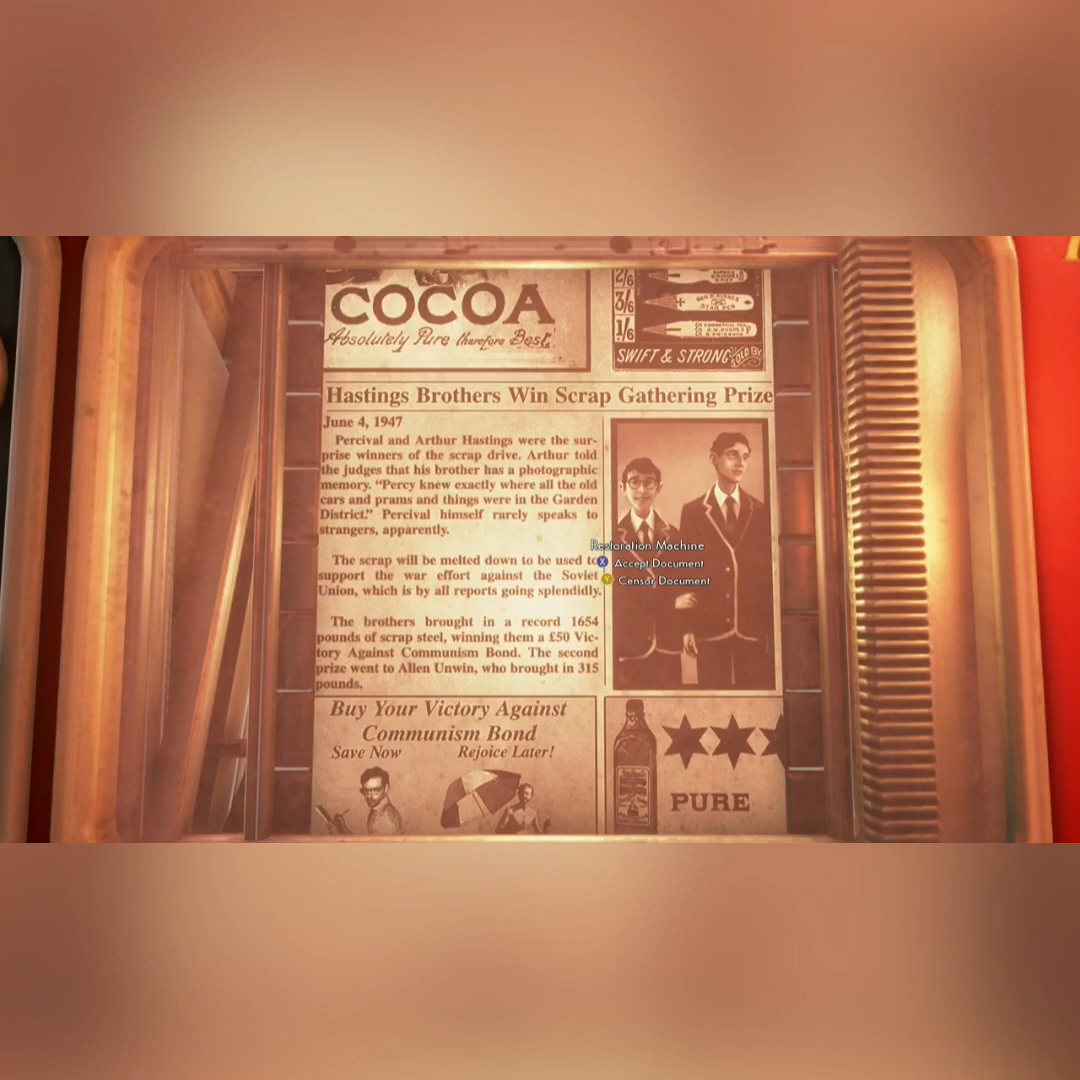 COCOA
Absolutely Pure therefore Best
2/6
3/6
1/6
STAR PEN
SWIFT & STRONG
SOLD BY
Hastings Brothers Win Scrap Gathering Prize
June 4, 1947
Percival and Arthur Hastings were the sur-
prise winners of the scrap drive. Arthur told
the judges that his brother has a photographic
memory. “Percy knew exactly where all the old
cars and prams and things were in the Garden
District.” Percival himself rarely speaks to
strangers, apparently.
The scrap will be melted down to be used to
support the war effort against the Soviet
Union, which is by all reports going splendidly.
The brothers brought in a record 1654
pounds of scrap steel, winning them a £50 Vic-
tory Against Communism Bond. The second
prize went to Allen Unwin, who brought in 315
pounds.
Restoration Machine
X Accept Document
Y Censor Document
Buy Your Victory Against
Communism Bond
Save Now Rejoice Later!
PURE